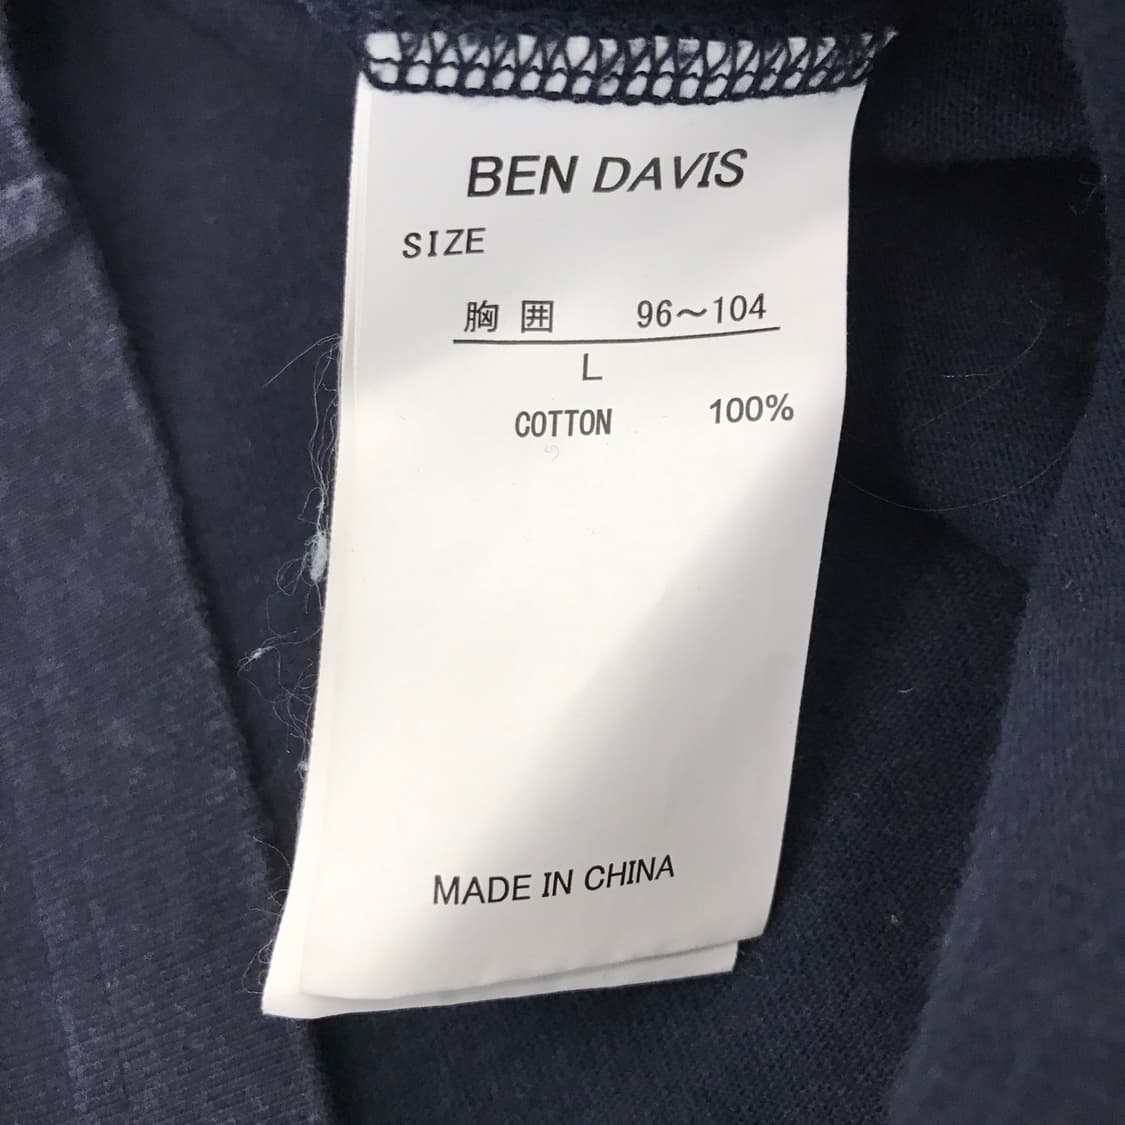 BEN DAVIS
SIZE
胸 囲 96～104
L
COTTON 100%
MADE IN CHINA